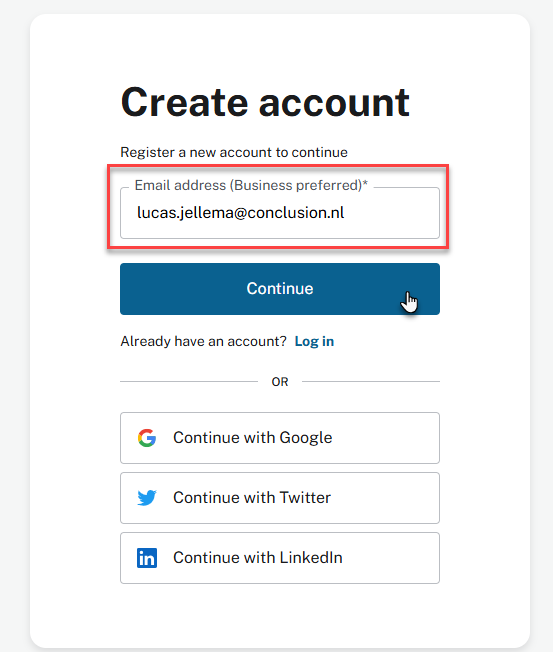 Create account
Register a new account to continue
Email address (Business preferred)*
lucas.jellema@conclusion.nl
Continue
Already have an account? Log in
OR
Continue with Google
Continue with Twitter
in Continue with LinkedIn